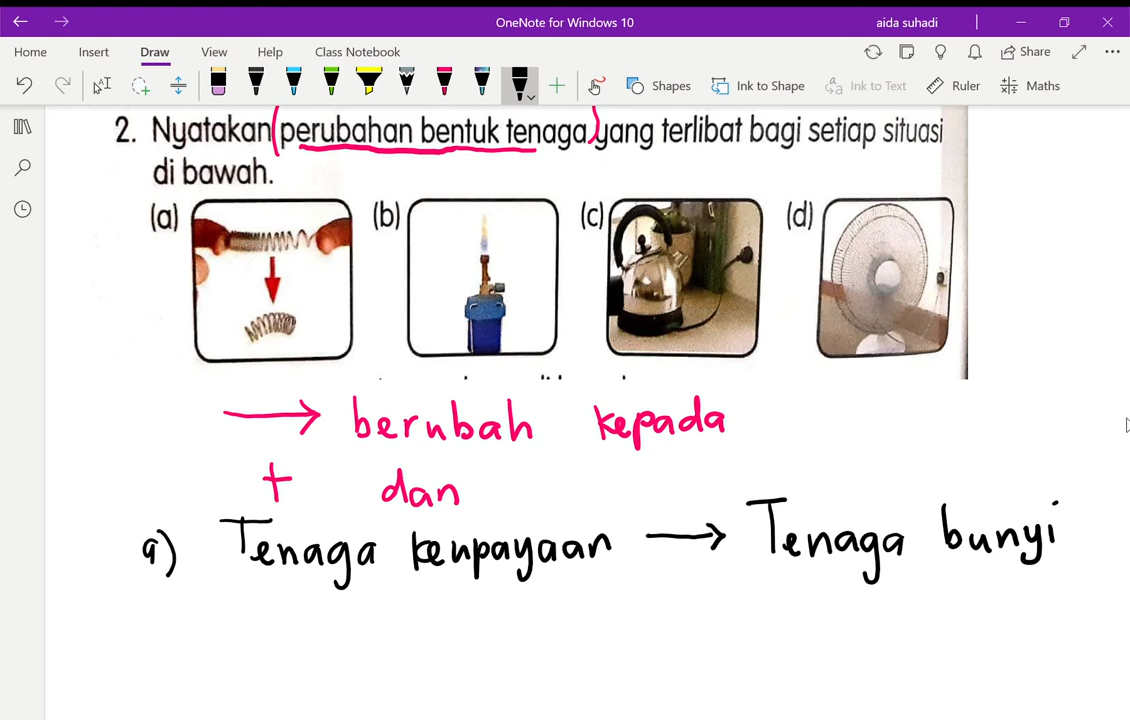 OneNote for Windows 10
aida suhadi
Home Insert Draw View Help Class Notebook
Share
Shapes Ink to Shape Ink to Text Ruler Maths
2. Nyatakan (perubahan bentuk tenaga) yang terlibat bagi setiap situasi
di bawah.
(a) (b) (c) (d)
→ berubah kepada
+ dan
a) Tenaga keupayaan → Tenaga bunyi